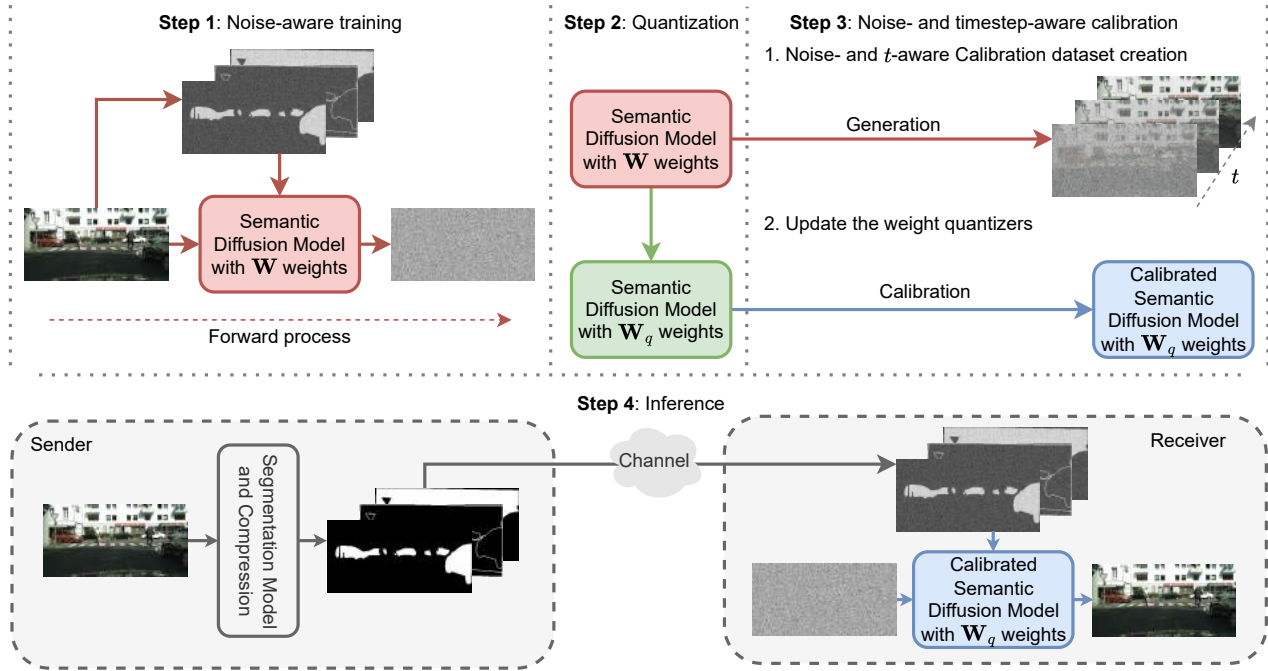 Step 1: Noise-aware training
Semantic
Diffusion Model
with W weights
Forward process
Step 2: Quantization
Semantic
Diffusion Model
with W weights
Semantic
Diffusion Model
with W_q weights
Step 3: Noise- and timestep-aware calibration
1. Noise- and t-aware Calibration dataset creation
Generation
t
2. Update the weight quantizers
Calibration
Calibrated
Semantic
Diffusion Model
with W_q weights
Step 4: Inference
Sender
Segmentation Model
and Compression
Channel
Receiver
Calibrated
Semantic
Diffusion Model
with W_q weights